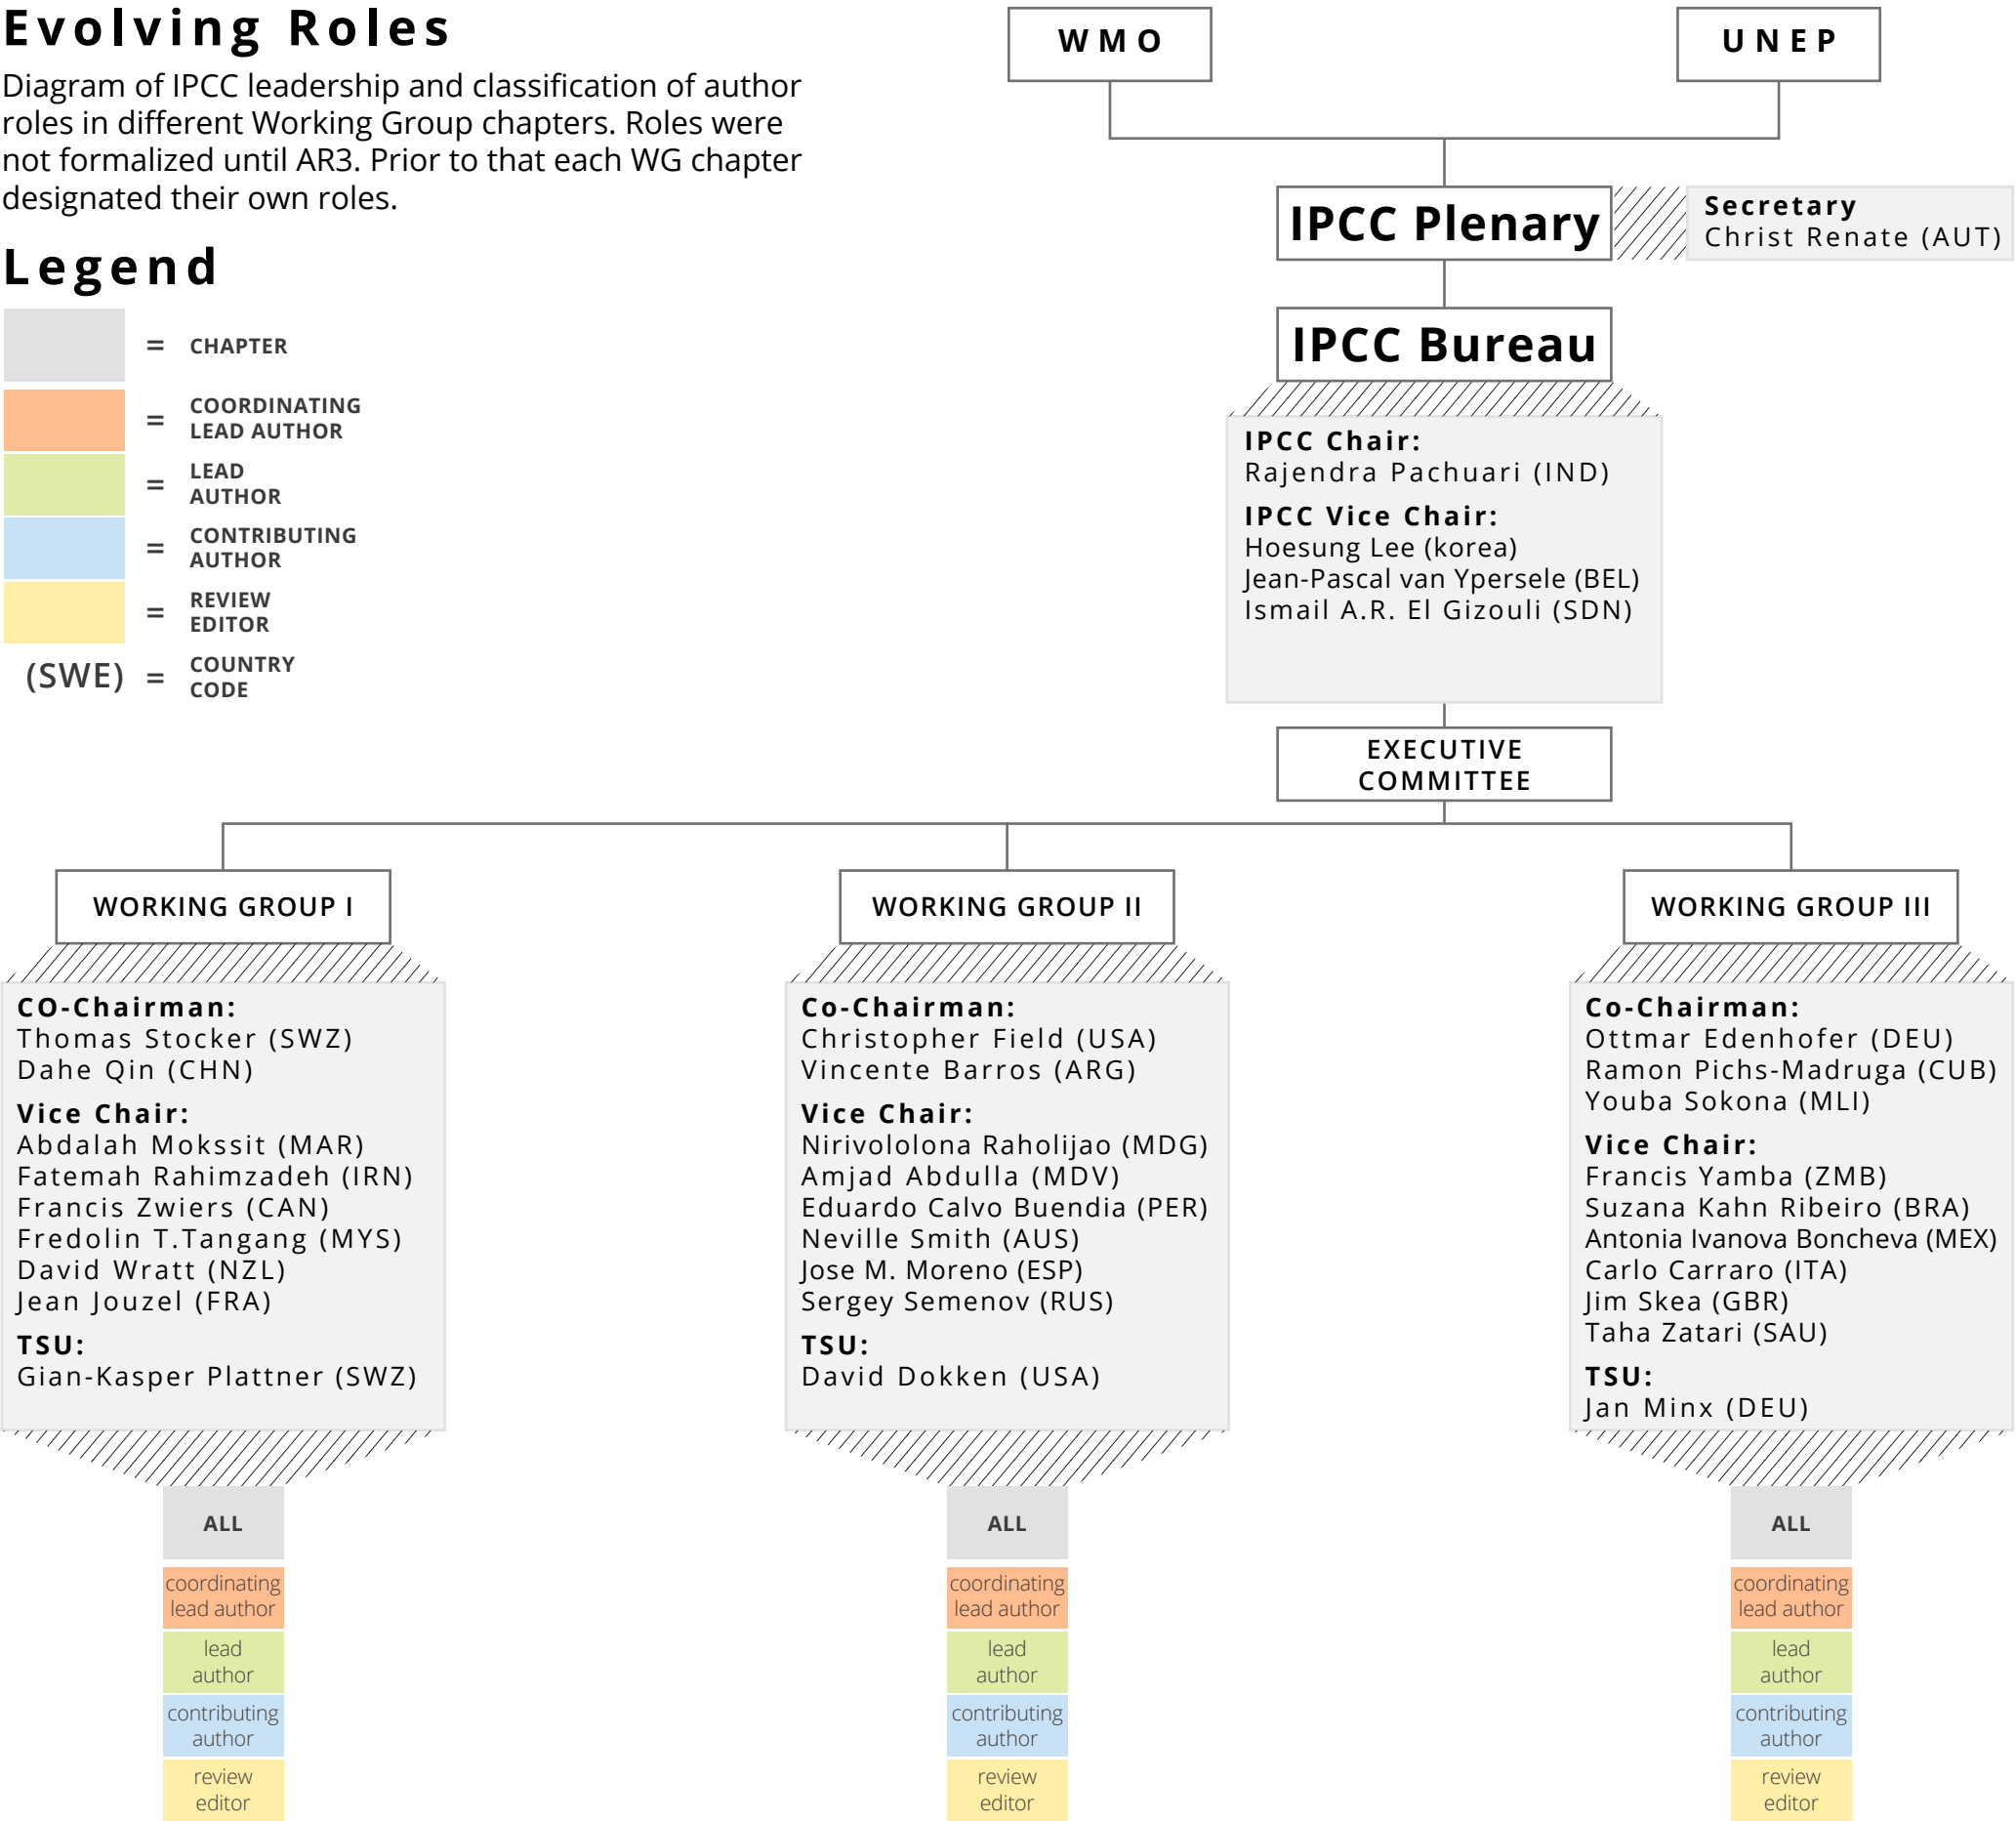 Evolving Roles
Diagram of IPCC leadership and classification of author
roles in different Working Group chapters. Roles were
not formalized until AR3. Prior to that each WG chapter
designated their own roles.
Legend
= CHAPTER
= COORDINATING
LEAD AUTHOR
= LEAD
AUTHOR
= CONTRIBUTING
AUTHOR
= REVIEW
EDITOR
(SWE) = COUNTRY
CODE
WMO
UNEP
IPCC Plenary
Secretary
Christ Renate (AUT)
IPCC Bureau
IPCC Chair:
Rajendra Pachuari (IND)
IPCC Vice Chair:
Hoesung Lee (korea)
Jean-Pascal van Ypersele (BEL)
Ismail A.R. El Gizouli (SDN)
EXECUTIVE
COMMITTEE
WORKING GROUP I
CO-Chairman:
Thomas Stocker (SWZ)
Dahe Qin (CHN)
Vice Chair:
Abdalah Mokssit (MAR)
Fatemah Rahimzadeh (IRN)
Francis Zwiers (CAN)
Fredolin T.Tangang (MYS)
David Wratt (NZL)
Jean Jouzel (FRA)
TSU:
Gian-Kasper Plattner (SWZ)
ALL
coordinating
lead author
lead
author
contributing
author
review
editor
WORKING GROUP II
Co-Chairman:
Christopher Field (USA)
Vincente Barros (ARG)
Vice Chair:
Nirivololona Raholijao (MDG)
Amjad Abdulla (MDV)
Eduardo Calvo Buendia (PER)
Neville Smith (AUS)
Jose M. Moreno (ESP)
Sergey Semenov (RUS)
TSU:
David Dokken (USA)
ALL
coordinating
lead author
lead
author
contributing
author
review
editor
WORKING GROUP III
Co-Chairman:
Ottmar Edenhofer (DEU)
Ramon Pichs-Madruga (CUB)
Youba Sokona (MLI)
Vice Chair:
Francis Yamba (ZMB)
Suzana Kahn Ribeiro (BRA)
Antonia Ivanova Boncheva (MEX)
Carlo Carraro (ITA)
Jim Skea (GBR)
Taha Zatari (SAU)
TSU:
Jan Minx (DEU)
ALL
coordinating
lead author
lead
author
contributing
author
review
editor